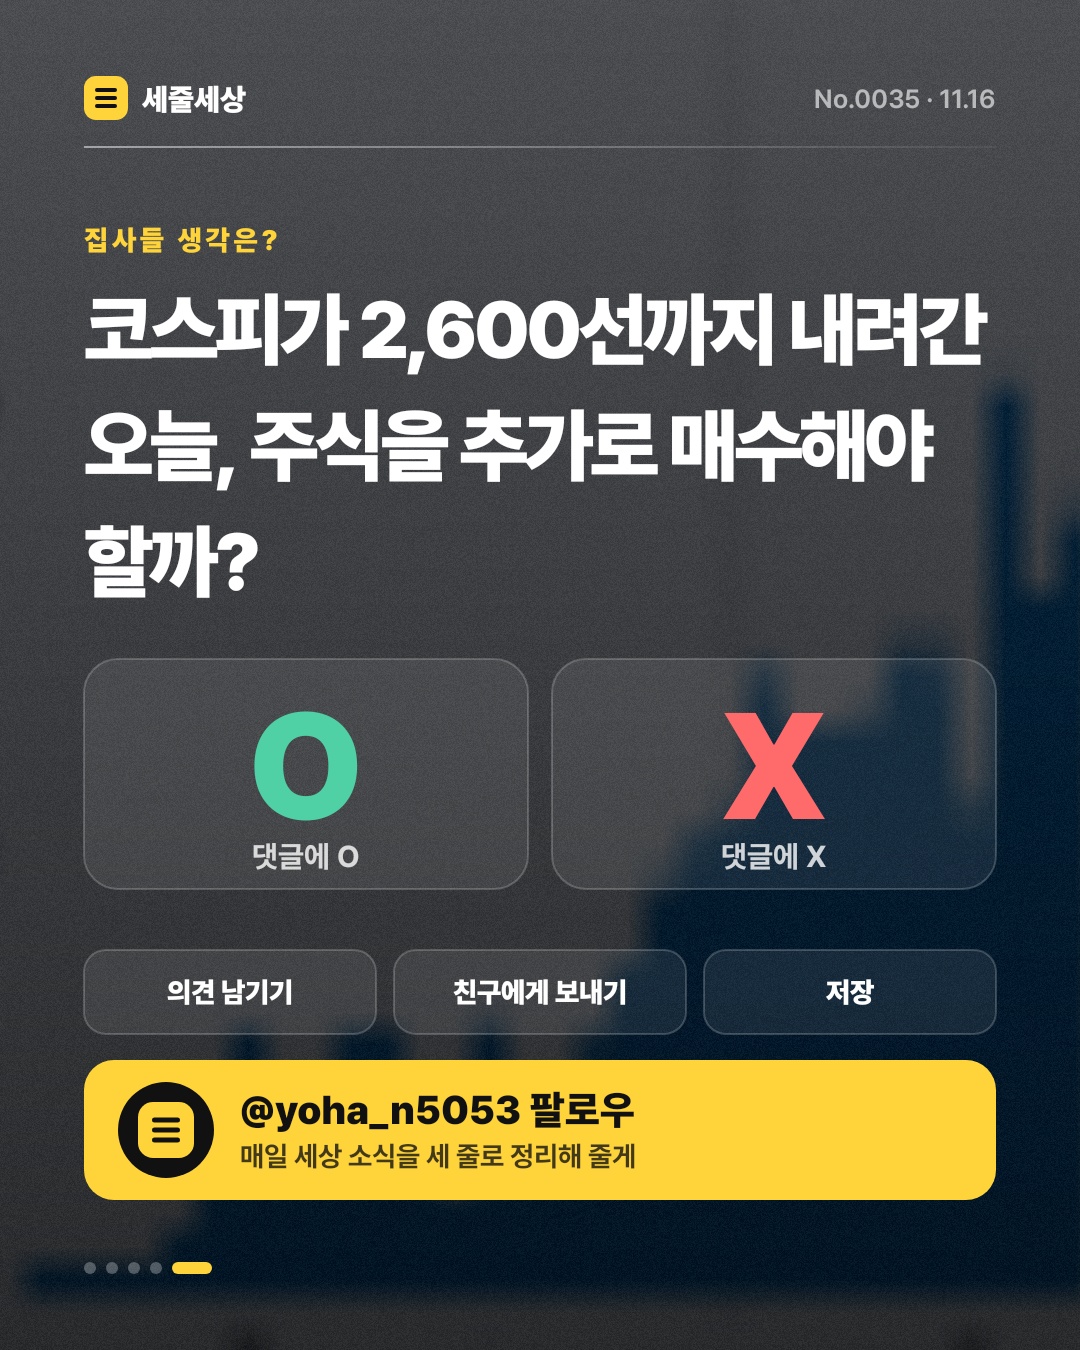 세줄세상
No.0035 · 11.16
집사들 생각은?
코스피가 2,600선까지 내려간
오늘, 주식을 추가로 매수해야
할까?
O
댓글에 O
X
댓글에 X
의견 남기기
친구에게 보내기
저장
@yoha_n5053 팔로우
매일 세상 소식을 세 줄로 정리해 줄게